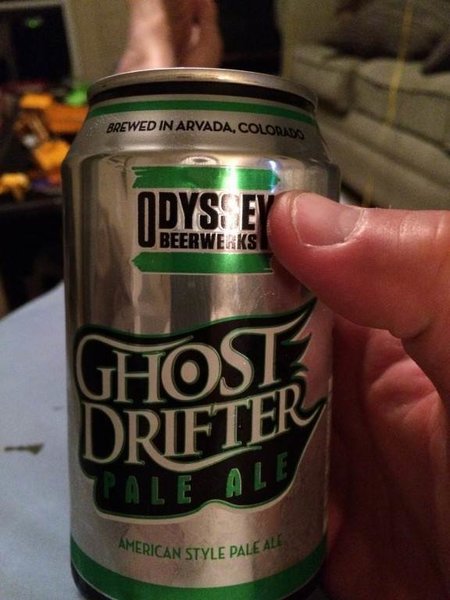 BREWED IN ARVADA, COLORADO
ODYSSEY
BEERWERKS
GHOST
DRIFTER
PALE ALE
AMERICAN STYLE PALE ALE